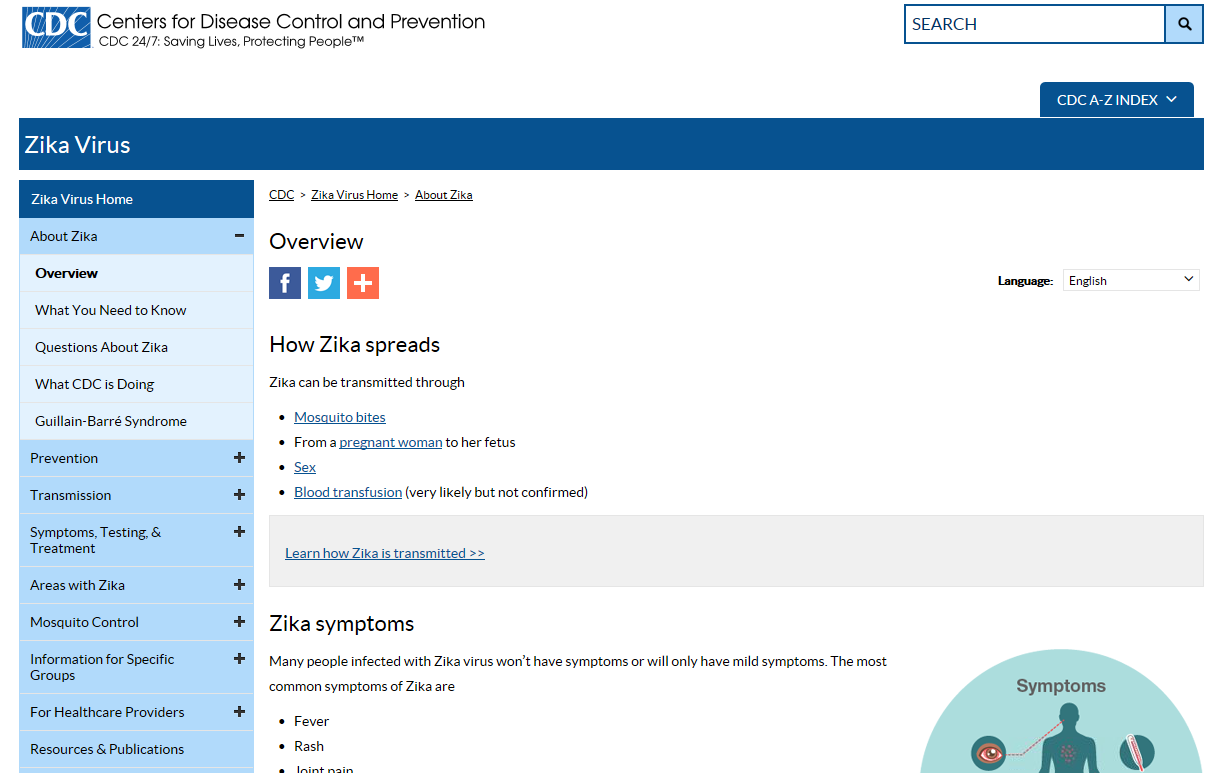 CDC Centers for Disease Control and Prevention
CDC 24/7: Saving Lives, Protecting People™
SEARCH
CDC A-Z INDEX
Zika Virus
Zika Virus Home
About Zika
Overview
What You Need to Know
Questions About Zika
What CDC is Doing
Guillain-Barré Syndrome
Prevention
Transmission
Symptoms, Testing, &
Treatment
Areas with Zika
Mosquito Control
Information for Specific
Groups
For Healthcare Providers
Resources & Publications
CDC > Zika Virus Home > About Zika
Overview
Language: English
How Zika spreads
Zika can be transmitted through
• Mosquito bites
• From a pregnant woman to her fetus
• Sex
• Blood transfusion (very likely but not confirmed)
Learn how Zika is transmitted >>
Zika symptoms
Many people infected with Zika virus won’t have symptoms or will only have mild symptoms. The most
common symptoms of Zika are
• Fever
• Rash
• Joint pain
Symptoms